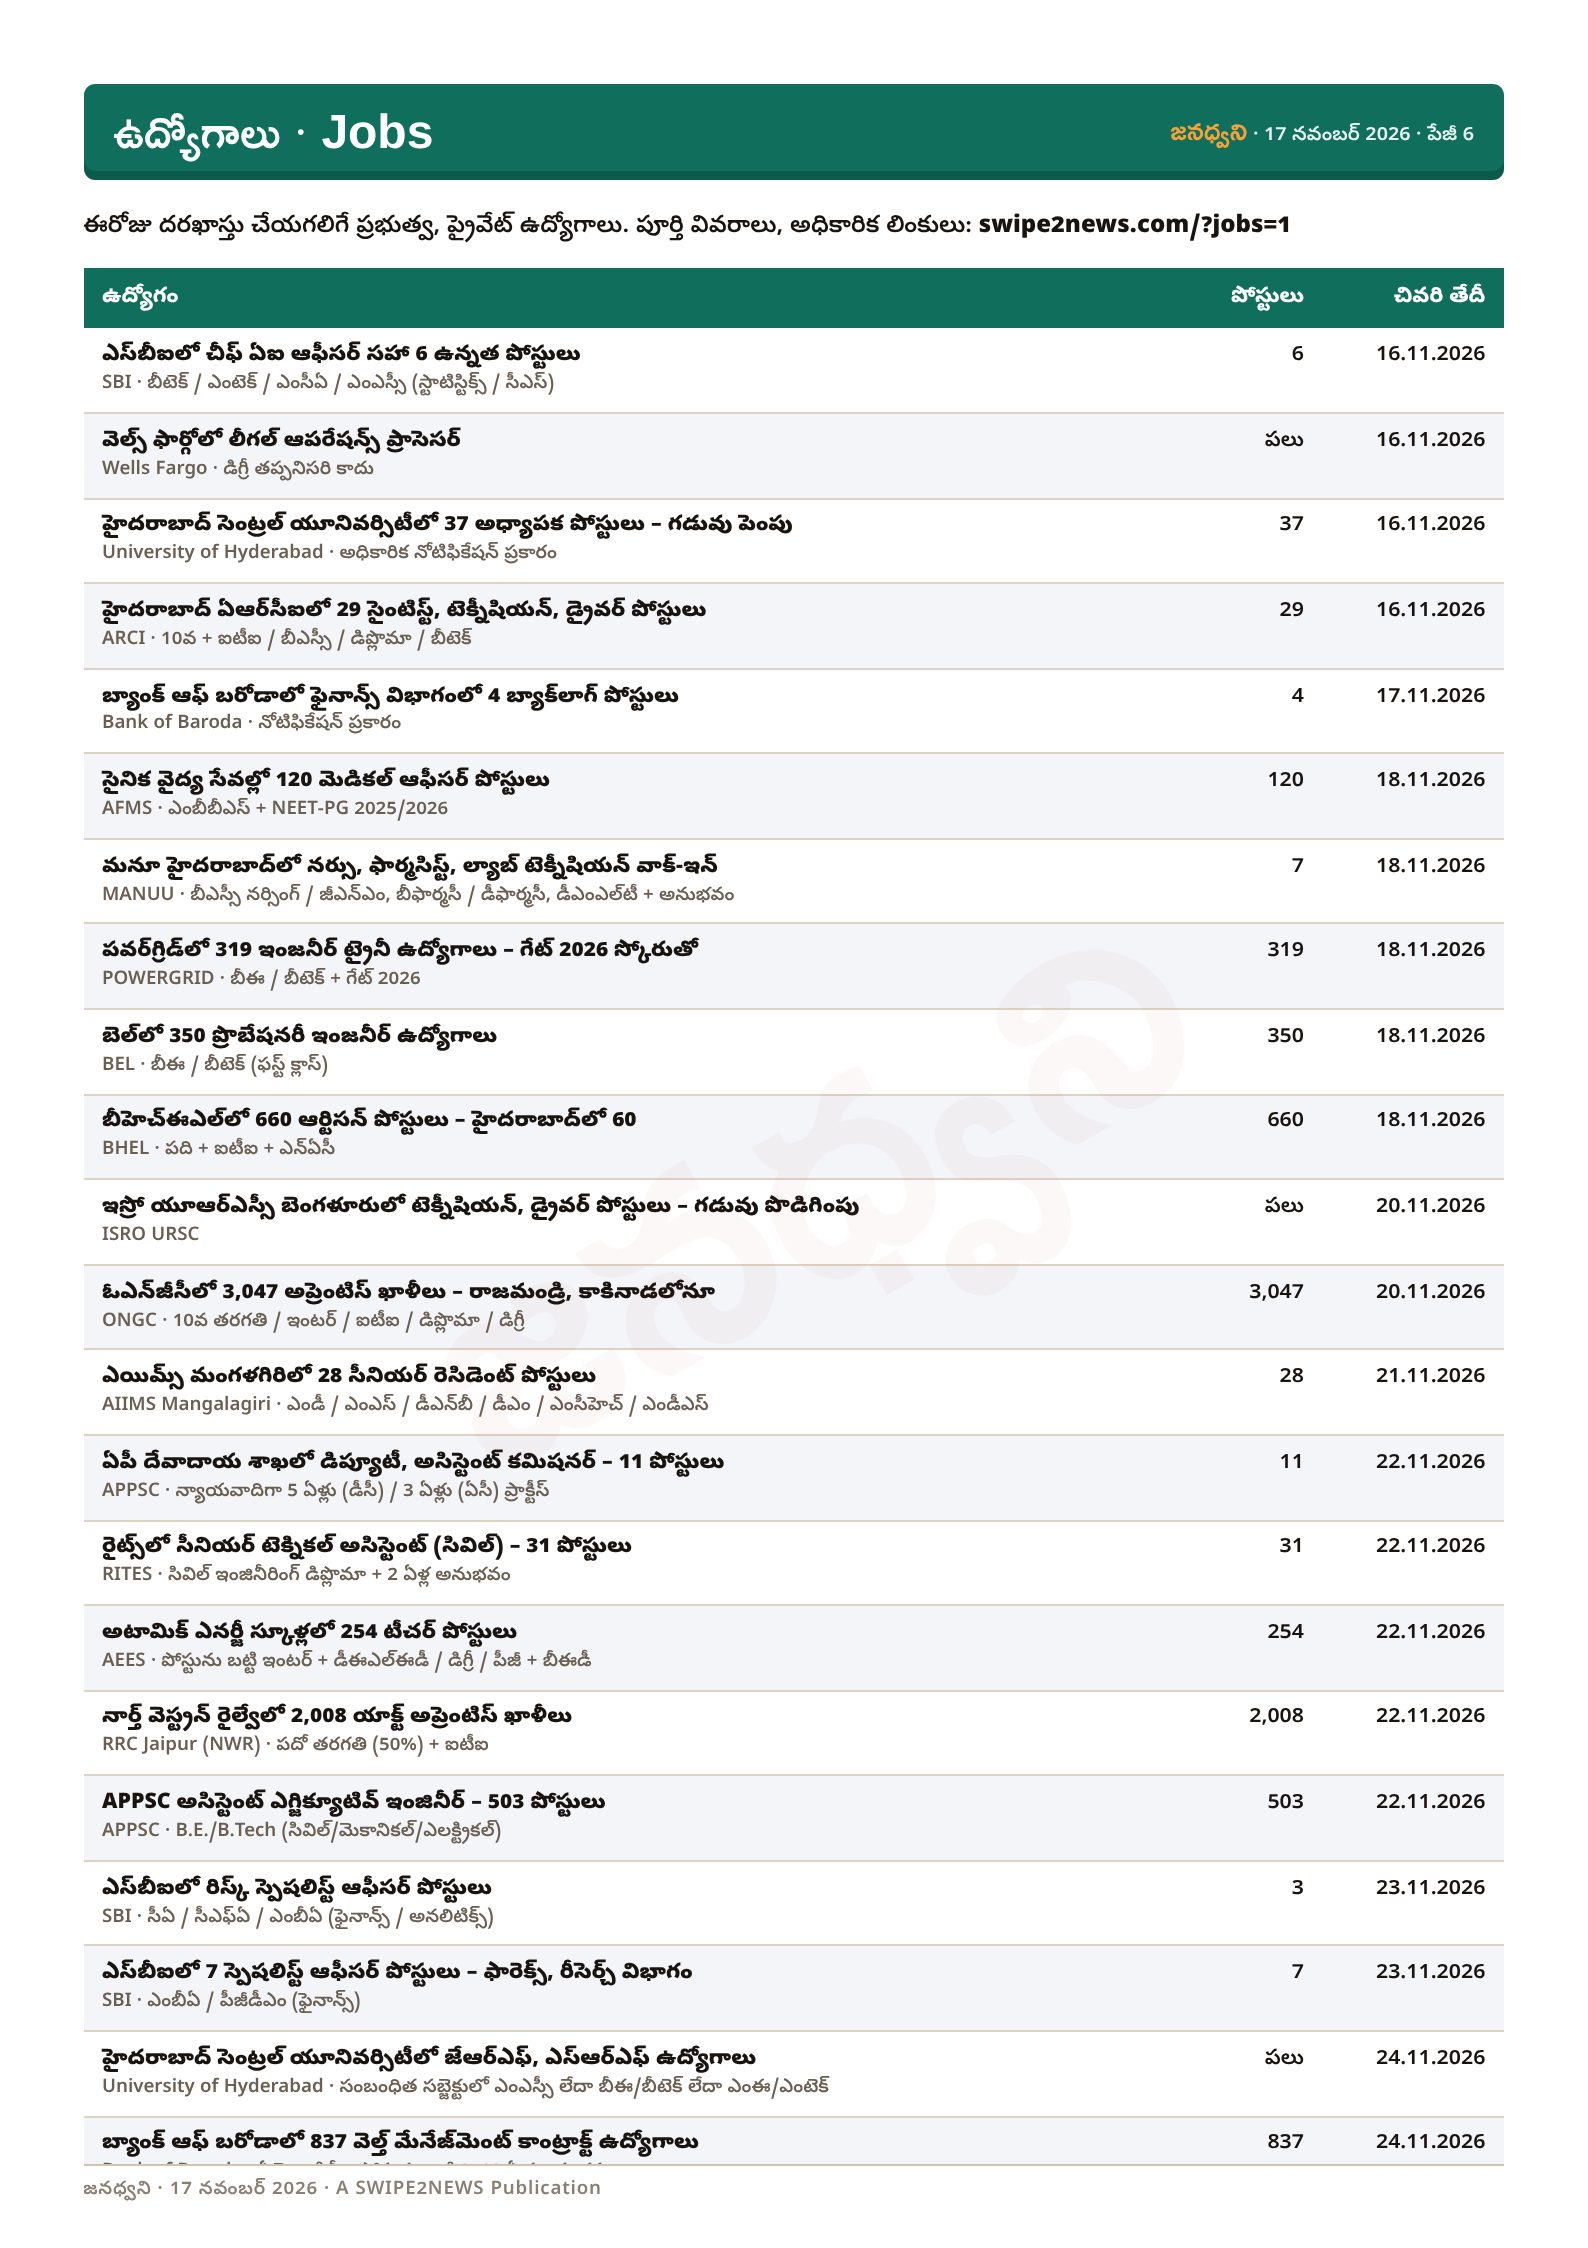 ఉద్యోగాలు · Jobs
జనధ్వని · 17 నవంబర్ 2026 · పేజీ 6
ఈరోజు దరఖాస్తు చేయగలిగే ప్రభుత్వ, ప్రైవేట్ ఉద్యోగాలు. పూర్తి వివరాలు, అధికారిక లింకులు: swipe2news.com/?jobs=1
ఉద్యోగం పోస్టులు చివరి తేదీ
ఎస్‌బీఐలో చీఫ్ ఏఐ ఆఫీసర్ సహా 6 ఉన్నత పోస్టులు 6 16.11.2026
SBI · బీటెక్ / ఎంటెక్ / ఎంసీఏ / ఎంఎస్సీ (స్టాటిస్టిక్స్ / సీఎస్)
వెల్స్ ఫార్గోలో లీగల్ ఆపరేషన్స్ ప్రాసెసర్ పలు 16.11.2026
Wells Fargo · డిగ్రీ తప్పనిసరి కాదు
హైదరాబాద్ సెంట్రల్ యూనివర్సిటీలో 37 అధ్యాపక పోస్టులు – గడువు పెంపు 37 16.11.2026
University of Hyderabad · అధికారిక నోటిఫికేషన్ ప్రకారం
హైదరాబాద్ ఏఆర్‌సీఐలో 29 సైంటిస్ట్, టెక్నీషియన్, డ్రైవర్ పోస్టులు 29 16.11.2026
ARCI · 10వ + ఐటీఐ / బీఎస్సీ / డిప్లొమా / బీటెక్
బ్యాంక్ ఆఫ్ బరోడాలో ఫైనాన్స్ విభాగంలో 4 బ్యాక్‌లాగ్ పోస్టులు 4 17.11.2026
Bank of Baroda · నోటిఫికేషన్ ప్రకారం
సైనిక వైద్య సేవల్లో 120 మెడికల్ ఆఫీసర్ పోస్టులు 120 18.11.2026
AFMS · ఎంబీబీఎస్ + NEET-PG 2025/2026
మనూ హైదరాబాద్‌లో నర్సు, ఫార్మసిస్ట్, ల్యాబ్ టెక్నీషియన్ వాక్-ఇన్ 7 18.11.2026
MANUU · బీఎస్సీ నర్సింగ్ / జీఎన్‌ఎం, బీఫార్మసీ / డీఫార్మసీ, డీఎంఎల్‌టీ + అనుభవం
పవర్‌గ్రిడ్‌లో 319 ఇంజనీర్ ట్రైనీ ఉద్యోగాలు – గేట్ 2026 స్కోరుతో 319 18.11.2026
POWERGRID · బీఈ / బీటెక్ + గేట్ 2026
బెల్‌లో 350 ప్రొబేషనరీ ఇంజనీర్ ఉద్యోగాలు 350 18.11.2026
BEL · బీఈ / బీటెక్ (ఫస్ట్ క్లాస్)
బీహెచ్‌ఈఎల్‌లో 660 ఆర్టిసన్ పోస్టులు – హైదరాబాద్‌లో 60 660 18.11.2026
BHEL · పది + ఐటీఐ + ఎన్‌ఏసీ
ఇస్రో యూఆర్‌ఎస్సీ బెంగళూరులో టెక్నీషియన్, డ్రైవర్ పోస్టులు – గడువు పొడిగింపు పలు 20.11.2026
ISRO URSC
ఓఎన్‌జీసీలో 3,047 అప్రెంటిస్ ఖాళీలు – రాజమండ్రి, కాకినాడలోనూ 3,047 20.11.2026
ONGC · 10వ తరగతి / ఇంటర్ / ఐటీఐ / డిప్లొమా / డిగ్రీ
ఎయిమ్స్ మంగళగిరిలో 28 సీనియర్ రెసిడెంట్ పోస్టులు 28 21.11.2026
AIIMS Mangalagiri · ఎండీ / ఎంఎస్ / డీఎన్‌బీ / డీఎం / ఎంసీహెచ్ / ఎండీఎస్
ఏపీ దేవాదాయ శాఖలో డిప్యూటీ, అసిస్టెంట్ కమిషనర్ – 11 పోస్టులు 11 22.11.2026
APPSC · న్యాయవాదిగా 5 ఏళ్లు (డీసీ) / 3 ఏళ్లు (ఏసీ) ప్రాక్టీస్
రైట్స్‌లో సీనియర్ టెక్నికల్ అసిస్టెంట్ (సివిల్) – 31 పోస్టులు 31 22.11.2026
RITES · సివిల్ ఇంజినీరింగ్ డిప్లొమా + 2 ఏళ్ల అనుభవం
అటామిక్ ఎనర్జీ స్కూళ్లలో 254 టీచర్ పోస్టులు 254 22.11.2026
AEES · పోస్టును బట్టి ఇంటర్ + డీఈఎల్‌ఈడీ / డిగ్రీ / పీజీ + బీఈడీ
నార్త్ వెస్ట్రన్ రైల్వేలో 2,008 యాక్ట్ అప్రెంటిస్ ఖాళీలు 2,008 22.11.2026
RRC Jaipur (NWR) · పదో తరగతి (50%) + ఐటీఐ
APPSC అసిస్టెంట్ ఎగ్జిక్యూటివ్ ఇంజినీర్ – 503 పోస్టులు 503 22.11.2026
APPSC · B.E./B.Tech (సివిల్/మెకానికల్/ఎలక్ట్రికల్)
ఎస్‌బీఐలో రిస్క్ స్పెషలిస్ట్ ఆఫీసర్ పోస్టులు 3 23.11.2026
SBI · సీఏ / సీఎఫ్‌ఏ / ఎంబీఏ (ఫైనాన్స్ / అనలిటిక్స్)
ఎస్‌బీఐలో 7 స్పెషలిస్ట్ ఆఫీసర్ పోస్టులు – ఫారెక్స్, రీసెర్చ్ విభాగం 7 23.11.2026
SBI · ఎంబీఏ / పీజీడీఎం (ఫైనాన్స్)
హైదరాబాద్ సెంట్రల్ యూనివర్సిటీలో జేఆర్‌ఎఫ్, ఎస్‌ఆర్‌ఎఫ్ ఉద్యోగాలు పలు 24.11.2026
University of Hyderabad · సంబంధిత సబ్జెక్టులో ఎంఎస్సీ లేదా బీఈ/బీటెక్ లేదా ఎంఈ/ఎంటెక్
బ్యాంక్ ఆఫ్ బరోడాలో 837 వెల్త్ మేనేజ్‌మెంట్ కాంట్రాక్ట్ ఉద్యోగాలు 837 24.11.2026
జనధ్వని · 17 నవంబర్ 2026 · A SWIPE2NEWS Publication
జనధ్వని